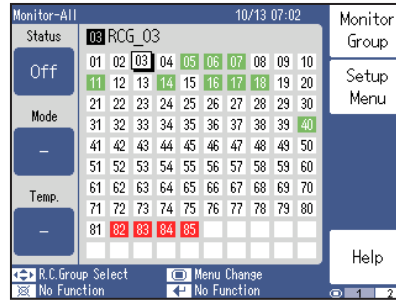 Monitor-All 10/13 07:02
Status
Off
Mode
-
Temp.
-
03 RCG_03
01 02 03 04 05 06 07 08 09 10
11 12 13 14 15 16 17 18 19 20
21 22 23 24 25 26 27 28 29 30
31 32 33 34 35 36 37 38 39 40
41 42 43 44 45 46 47 48 49 50
51 52 53 54 55 56 57 58 59 60
61 62 63 64 65 66 67 68 69 70
71 72 73 74 75 76 77 78 79 80
81 82 83 84 85
Monitor
Group
Setup
Menu
Help
R.C.Group Select Menu Change
No Function No Function
1 2